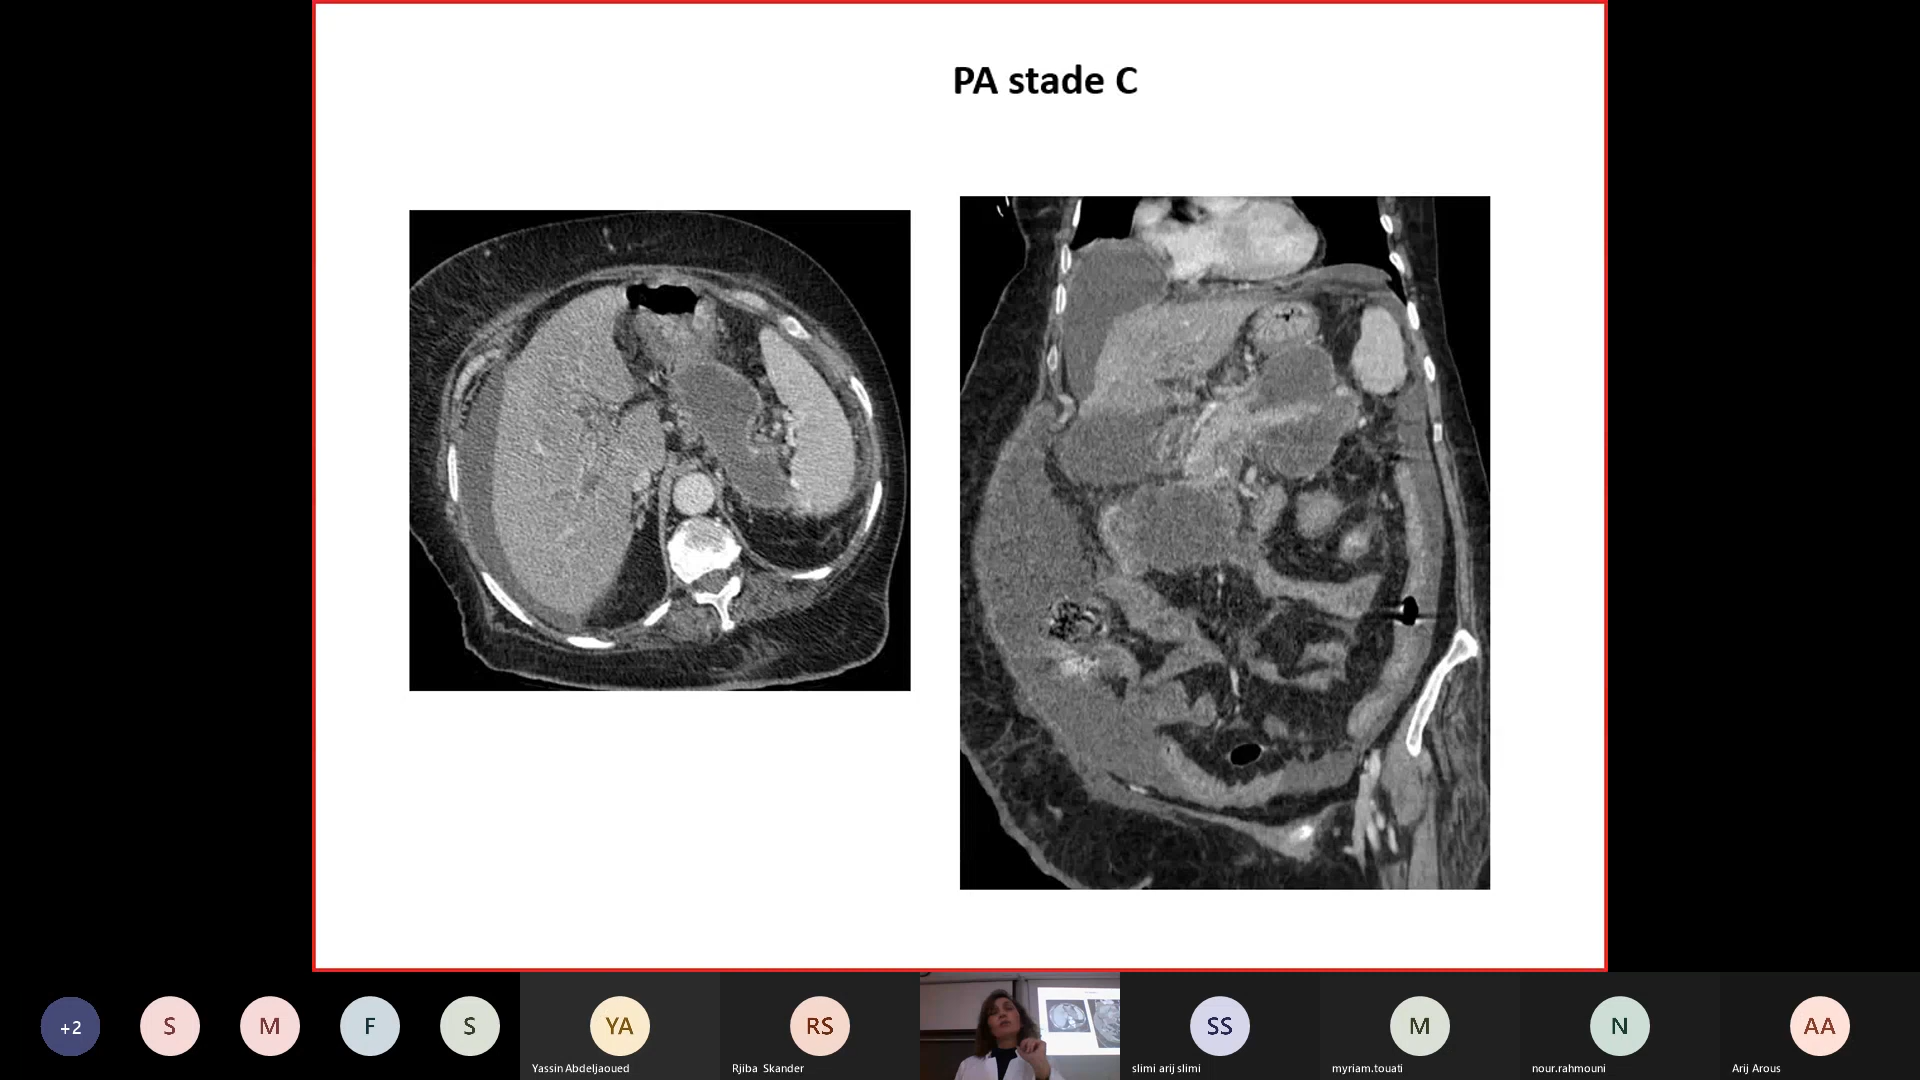 PA stade C
+2
S
M
F
S
YA
RS
SS
M
N
AA
Yassin Abdeljaoued
Rjiba Skander
slimi arij slimi
myriam.touati
nour.rahmouni
Arij Arous